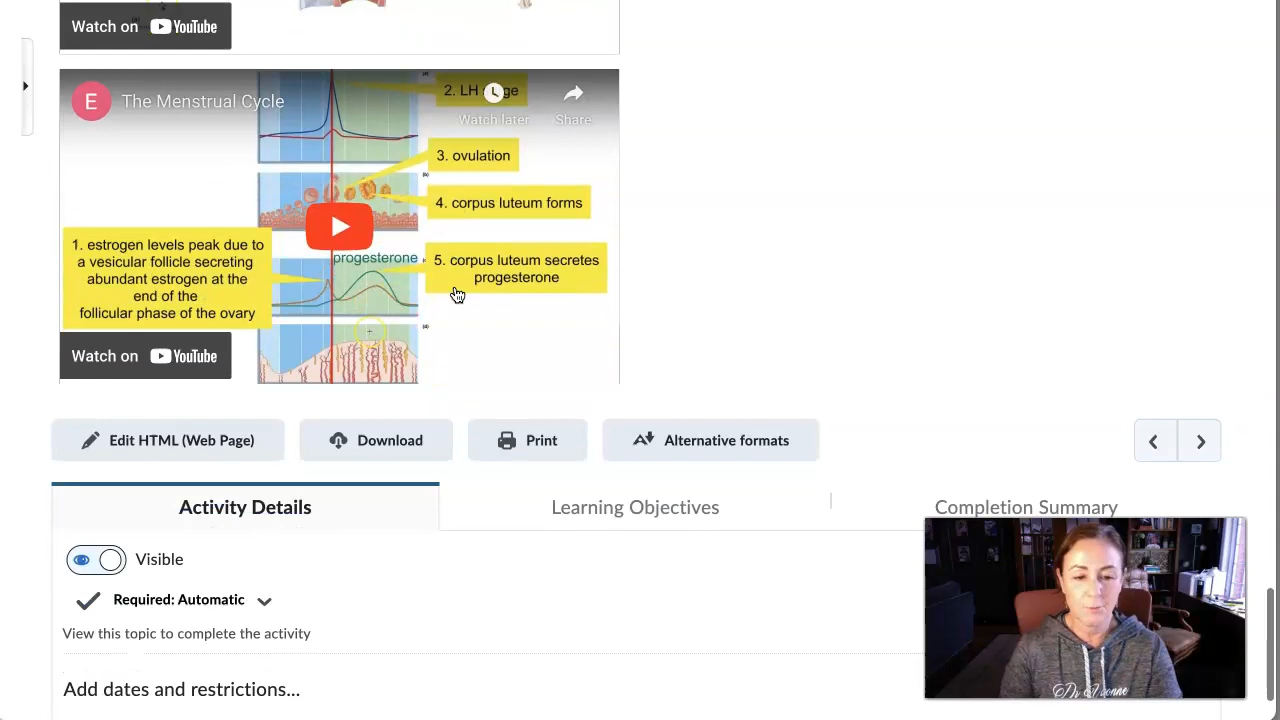 Watch on YouTube
E The Menstrual Cycle
2. LH surge
Watch later
Share
3. ovulation
4. corpus luteum forms
1. estrogen levels peak due to
a vesicular follicle secreting
abundant estrogen at the
end of the
follicular phase of the ovary
progesterone
5. corpus luteum secretes
progesterone
(d)
Watch on YouTube
Edit HTML (Web Page)
Download
Print
Alternative formats
Activity Details
Learning Objectives
Completion Summary
Visible
Required: Automatic
View this topic to complete the activity
Add dates and restrictions...
Dr Yvonne